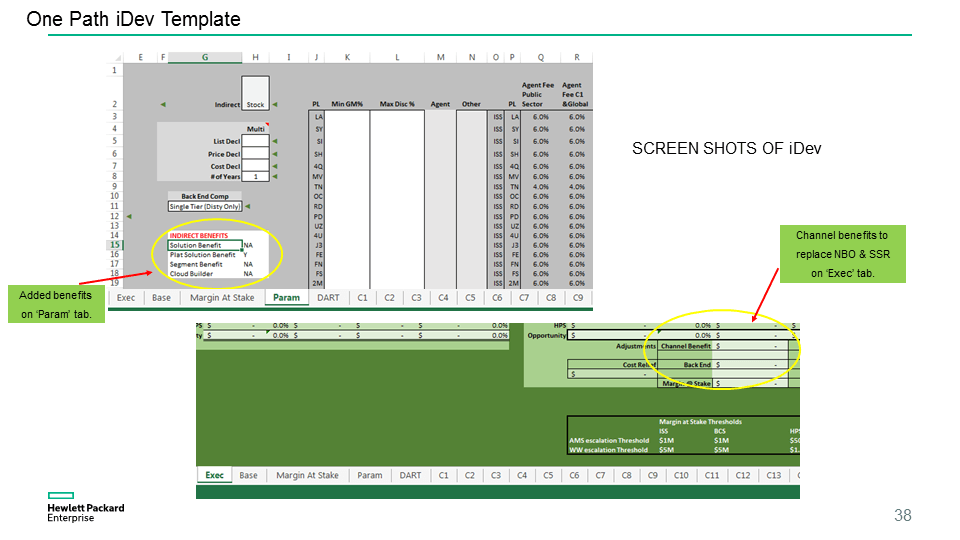 One Path iDev Template
E F G H I J K L M N O P Q R
1
2 Indirect Stock PL Min GM% Max Disc % Agent Other PL Agent Fee Public Sector Agent Fee C1 &Global
3 LA ISS LA 6.0% 6.0%
4 Multi SY ISS SY 6.0% 6.0%
5 List Decl SI ISS SI 6.0% 6.0%
6 Price Decl SH ISS SH 6.0% 6.0%
7 Cost Decl 4Q ISS 4Q 6.0% 6.0%
8 # of Years 1 MV ISS MV 6.0% 6.0%
9 TN ISS TN 4.0% 4.0%
10 Back End Comp OC ISS OC 6.0% 6.0%
11 Single Tier (Disty Only) RD ISS RD 6.0% 6.0%
12 PD ISS PD 6.0% 6.0%
13 UZ ISS UZ 6.0% 6.0%
14 INDIRECT BENEFITS 4U ISS 4U 6.0% 6.0%
15 Solution Benefit NA J3 ISS J3 6.0% 6.0%
16 Plat Solution Benefit Y FE ISS FE 6.0% 6.0%
17 Segment Benefit NA FN ISS FN 6.0% 6.0%
18 Cloud Builder NA FS ISS FS 6.0% 6.0%
19 2M ISS 2M 6.0% 6.0%
Exec Base Margin At Stake Param DART C1 C2 C3 C4 C5 C6 C7 C8 C9
SCREEN SHOTS OF iDev
Channel benefits to
replace NBO & SSR
on ‘Exec’ tab.
Added benefits
on ‘Param’ tab.
$ - 0.0% $ - $ - $ - 0.0% HPS $ - 0.0% $ - $
ty $ - 0.0% $ - $ - $ - 0.0% Opportunity $ - 0.0% $ -
Adjustments Channel Benefit $ -
Cost Relief Back End $ -
$ -
Margin @ Stake $ -
Margin at Stake Thresholds
ISS BCS HPS
AMS escalation Threshold $1M $1M
WW escalation Threshold $5M $5M
Exec Base Margin At Stake Param DART C1 C2 C3 C4 C5 C6 C7 C8 C9 C10 C11 C12 C13
Hewlett Packard
Enterprise
38